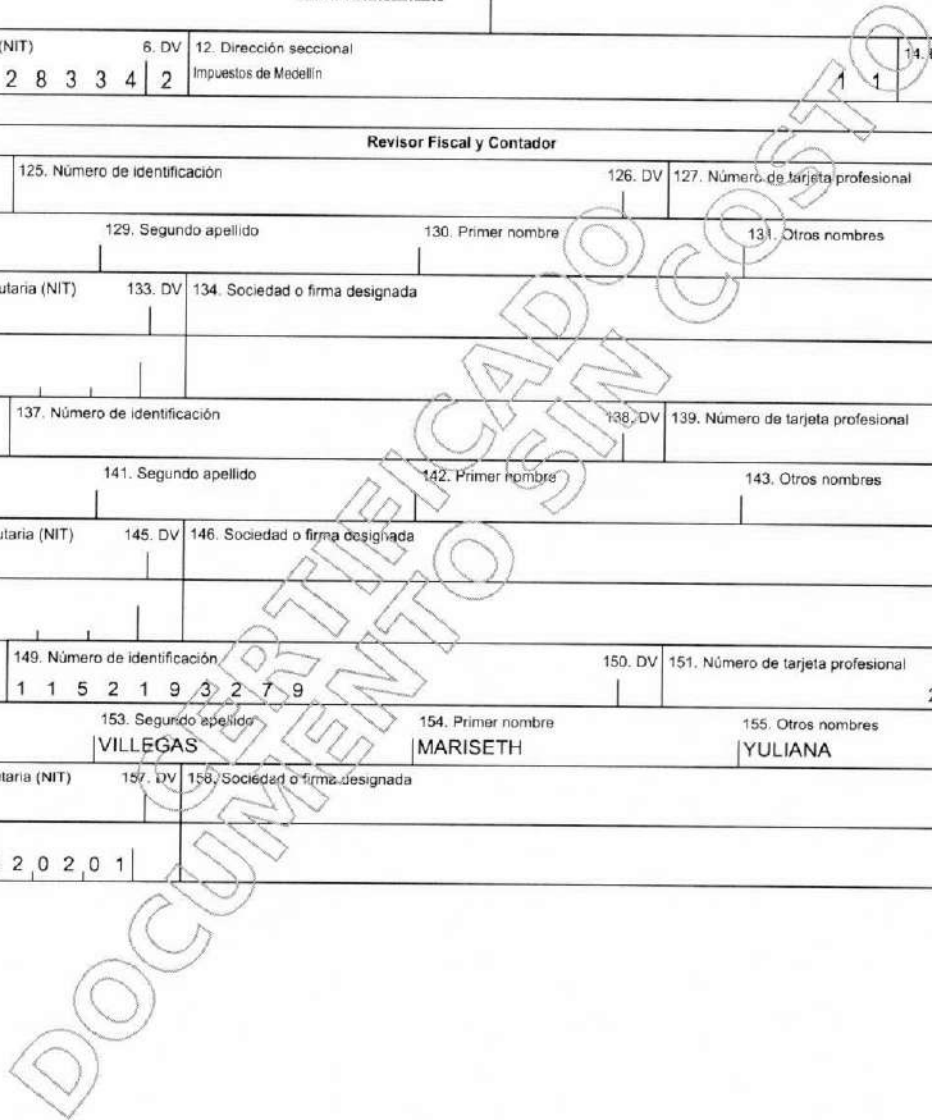 (NIT) 6. DV 12. Dirección seccional 14.
2 8 3 3 4 2 Impuestos de Medellín 1 1
Revisor Fiscal y Contador
125. Número de identificación 126. DV 127. Número de tarjeta profesional
129. Segundo apellido 130. Primer nombre 131. Otros nombres
utaria (NIT) 133. DV 134. Sociedad o firma designada
137. Número de identificación 138. DV 139. Número de tarjeta profesional
141. Segundo apellido 142. Primer nombre 143. Otros nombres
utaria (NIT) 145. DV 146. Sociedad o firma designada
149. Número de identificación 150. DV 151. Número de tarjeta profesional
1 1 5 2 1 9 3 2 7 9 2
153. Segundo apellido 154. Primer nombre 155. Otros nombres
VILLEGAS MARISETH YULIANA
utaria (NIT) 157. DV 158. Sociedad o firma designada
2 0 2 0 1
CERTIFICADO
DOCUMENTO SIN COSTO